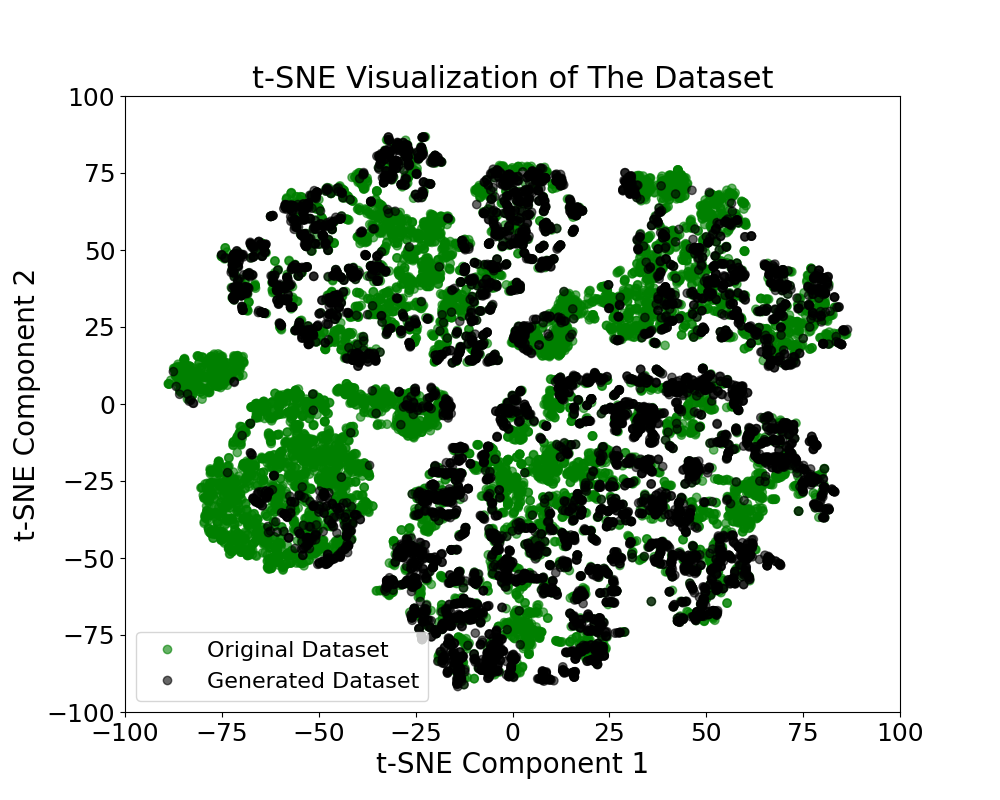 t-SNE Visualization of The Dataset
100
75
50
25
0
−25
−50
−75
−100
t-SNE Component 2
Original Dataset
Generated Dataset
−100 −75 −50 −25 0 25 50 75 100
t-SNE Component 1